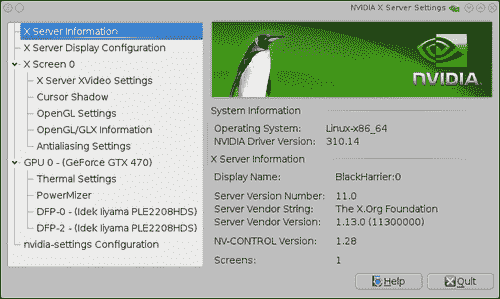 NVIDIA X Server Settings
X Server Information
X Server Display Configuration
X Screen 0
X Server XVideo Settings
Cursor Shadow
OpenGL Settings
OpenGL/GLX Information
Antialiasing Settings
GPU 0 - (GeForce GTX 470)
Thermal Settings
PowerMizer
DFP-0 - (Idek Iiyama PLE2208HDS)
DFP-2 - (Idek Iiyama PLE2208HDS)
nvidia-settings Configuration
NVIDIA
System Information
Operating System: Linux-x86_64
NVIDIA Driver Version: 310.14
X Server Information
Display Name: BlackHarrier:0
Server Version Number: 11.0
Server Vendor String: The X.Org Foundation
Server Vendor Version: 1.13.0 (11300000)
NV-CONTROL Version: 1.28
Screens: 1
Help
Quit